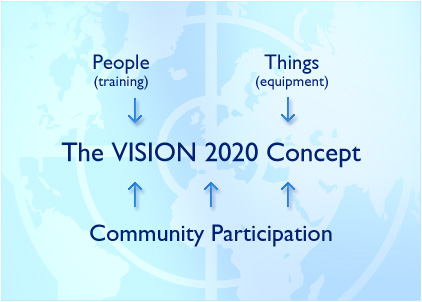 People Things
(training) (equipment)
The VISION 2020 Concept
Community Participation